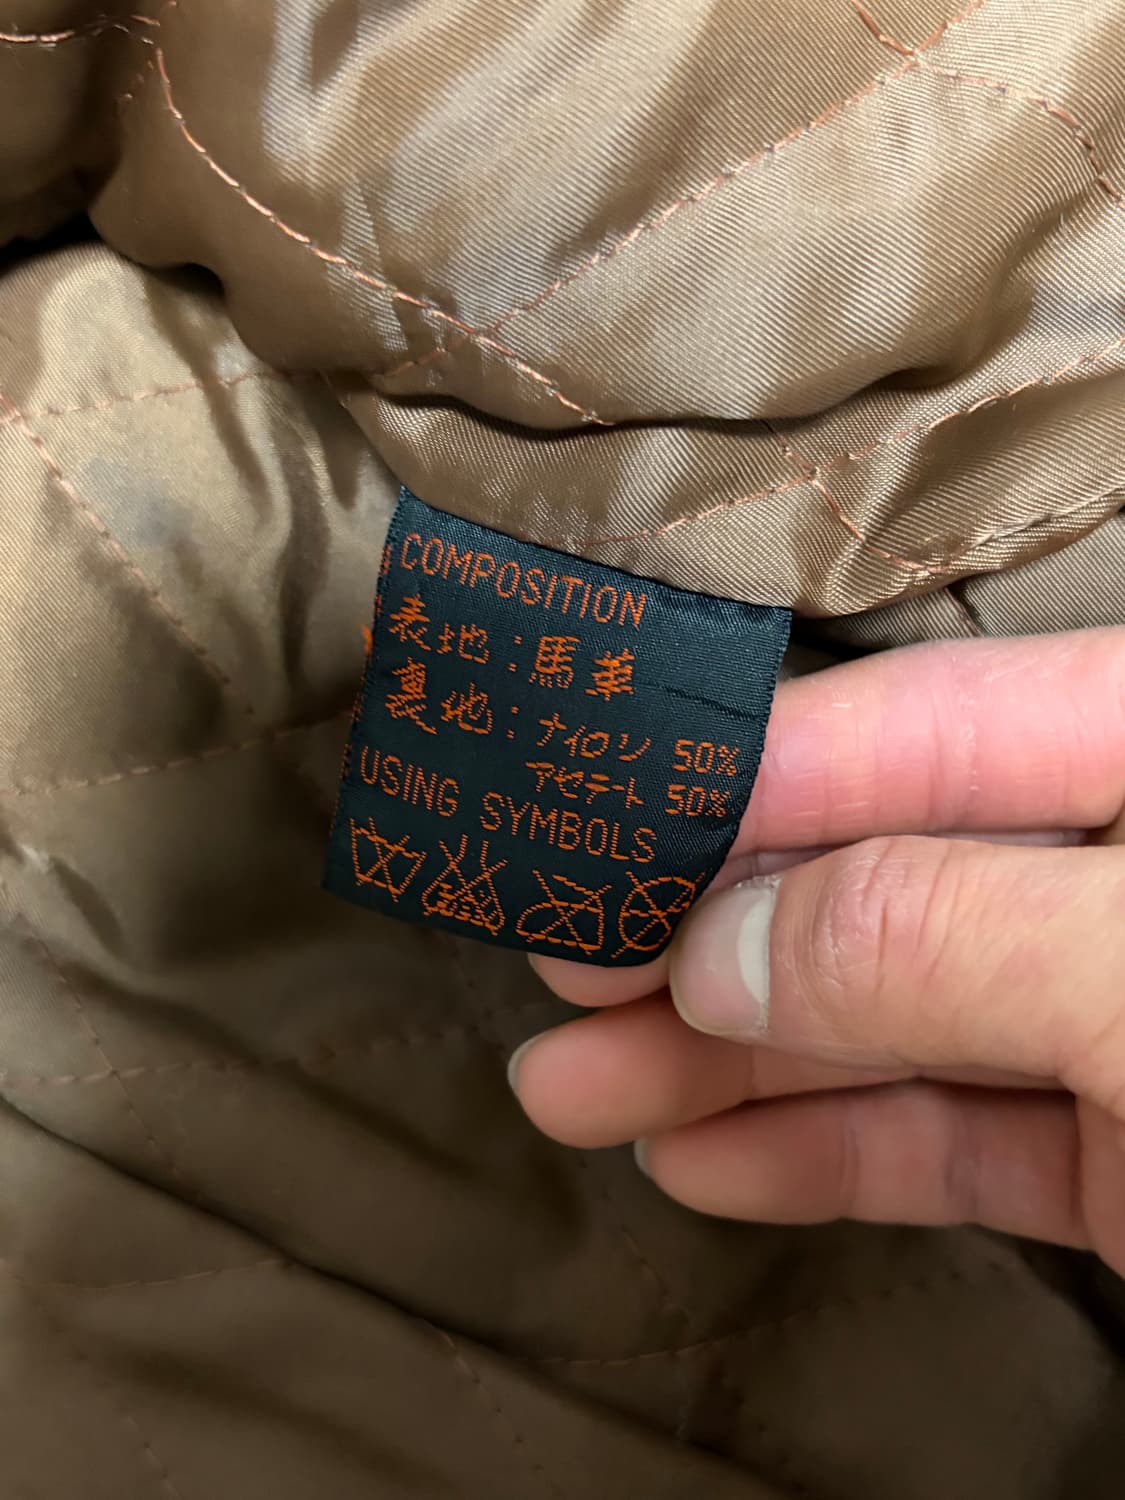 COMPOSITION
表地:馬革
裏地:ナイロン 50%
アセテート 50%
USING SYMBOLS